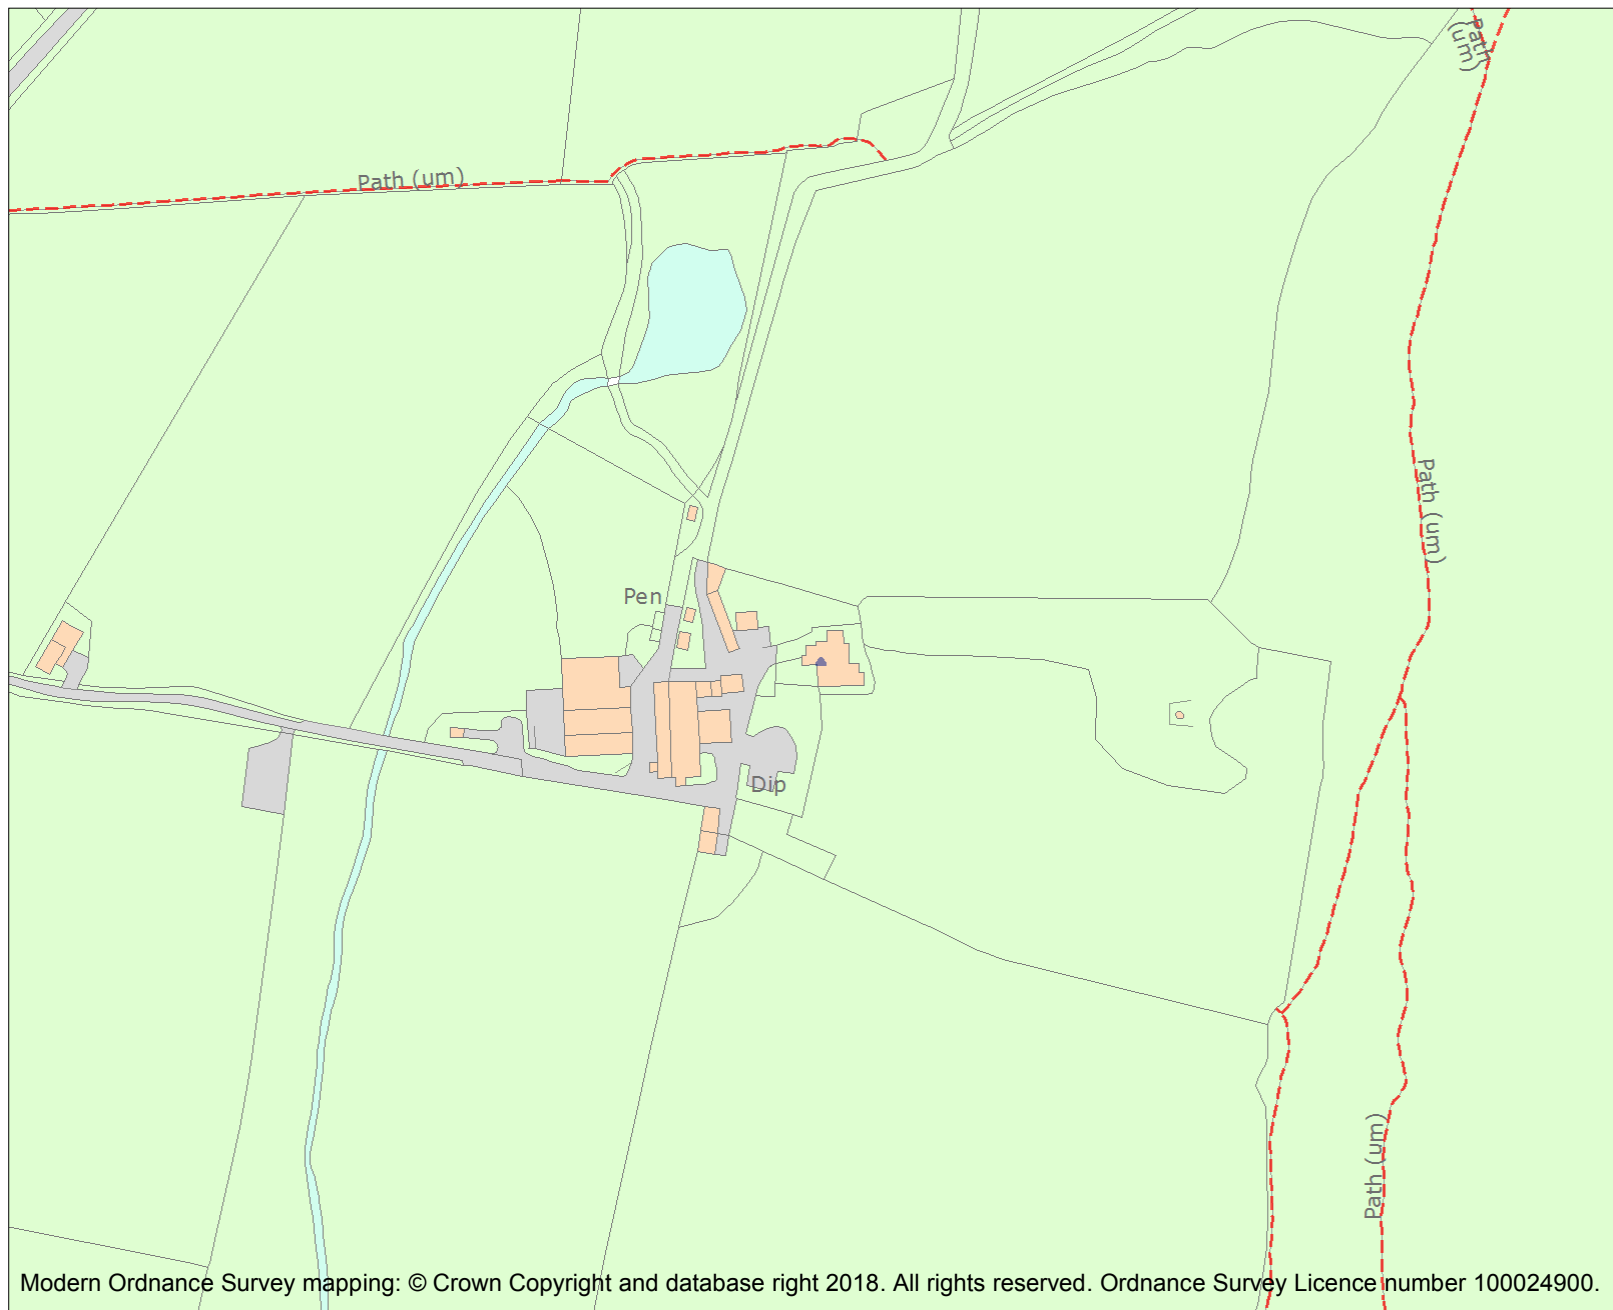 Path (um)
Path (um)
Path (um)
Pen
Dip
Path (um)
Modern Ordnance Survey mapping: © Crown Copyright and database right 2018. All rights reserved. Ordnance Survey Licence number 100024900.